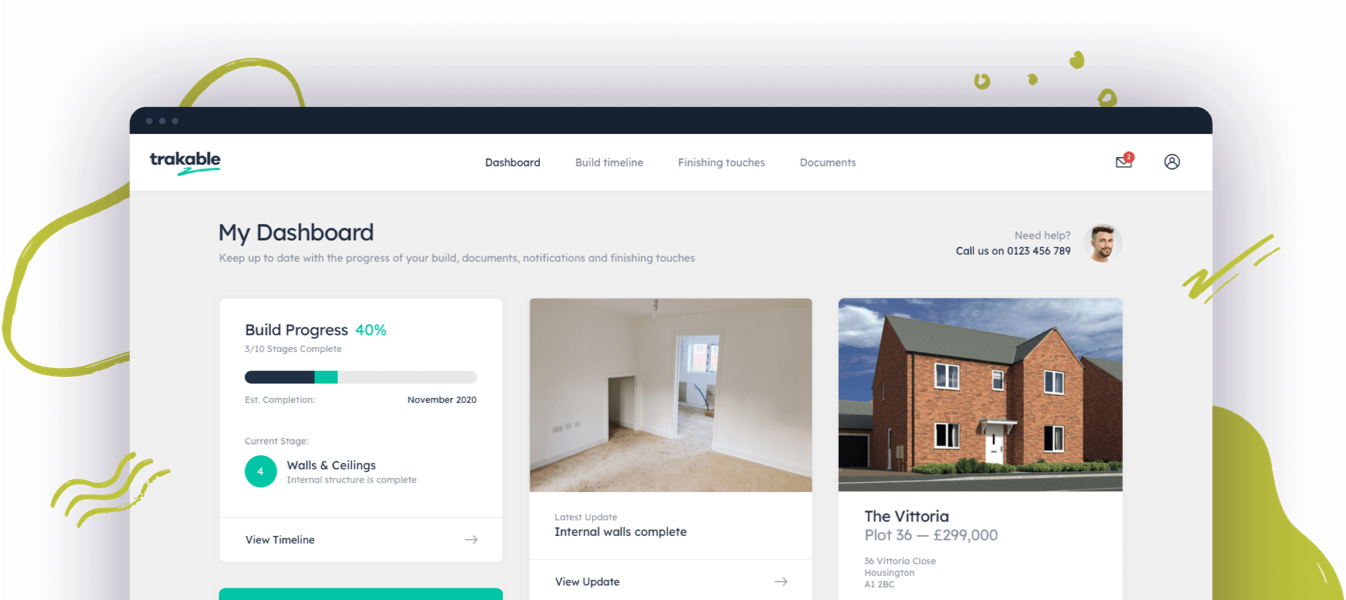 trakable
Dashboard
Build timeline
Finishing touches
Documents
2
My Dashboard
Keep up to date with the progress of your build, documents, notifications and finishing touches
Need help?
Call us on 0123 456 789
Build Progress 40%
3/10 Stages Complete
Est. Completion: November 2020
Current Stage:
4
Walls & Ceilings
Internal structure is complete
View Timeline
Latest Update
Internal walls complete
View Update
The Vittoria
Plot 36 — £299,000
36 Vittoria Close
Housington
A1 2BC